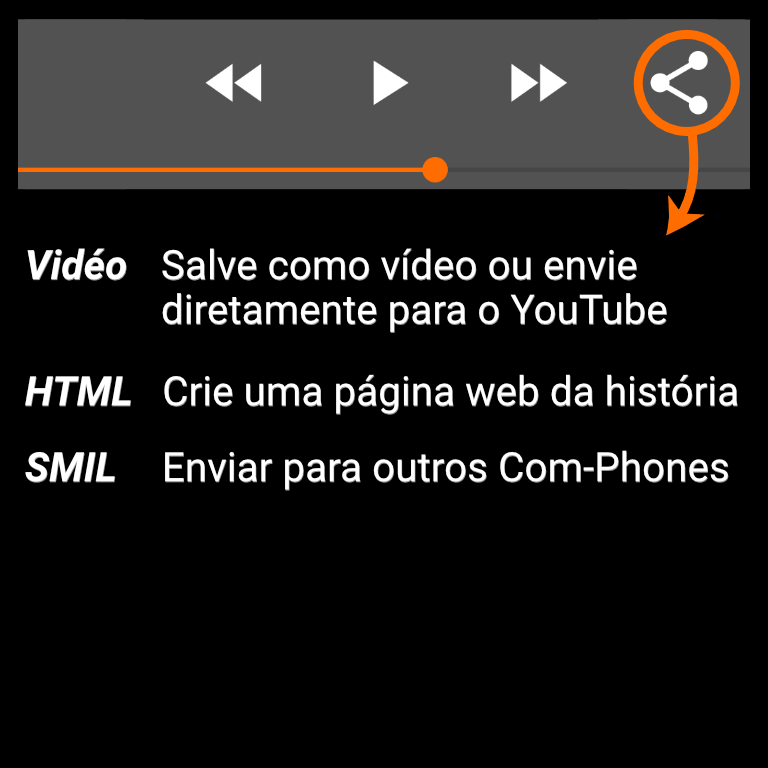 Vidéo Salve como vídeo ou envie
diretamente para o YouTube
HTML Crie uma página web da história
SMIL Enviar para outros Com-Phones